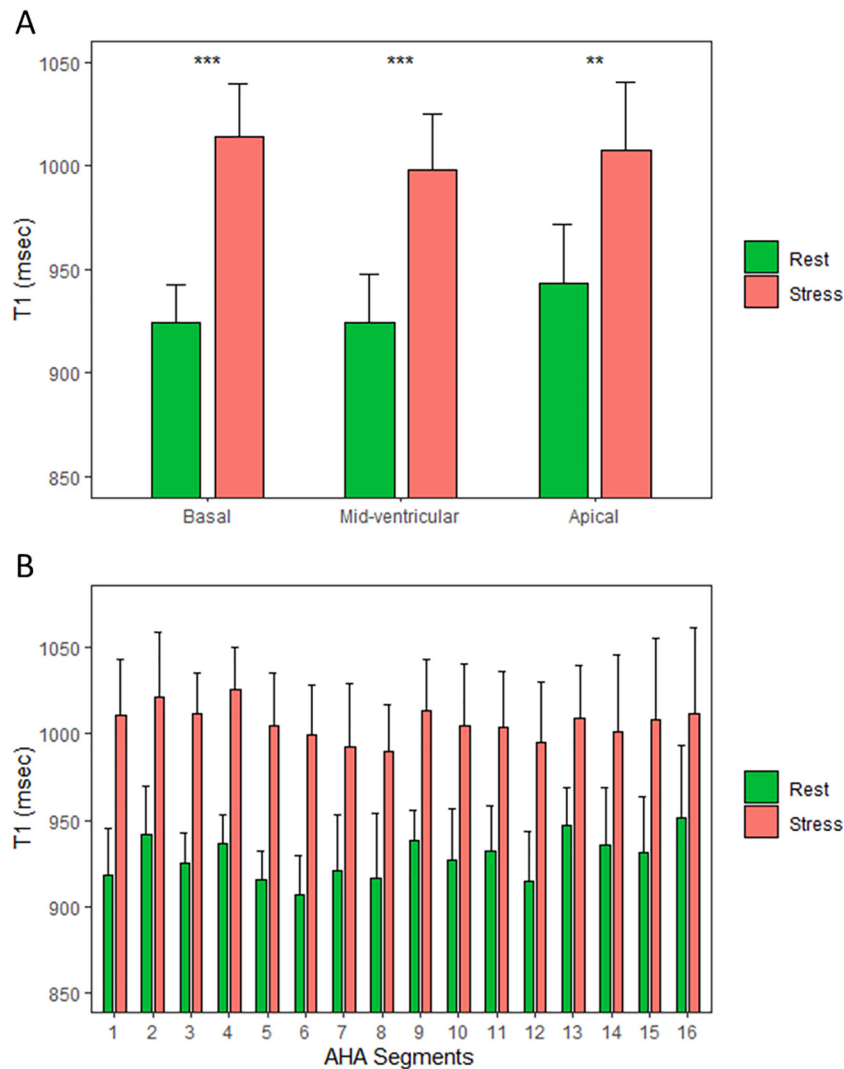 A
*** *** **
1050
1000
950
900
850
T1 (msec)
Basal Mid-ventricular Apical
Rest
Stress
B
1050
1000
950
900
850
T1 (msec)
1 2 3 4 5 6 7 8 9 10 11 12 13 14 15 16
AHA Segments
Rest
Stress